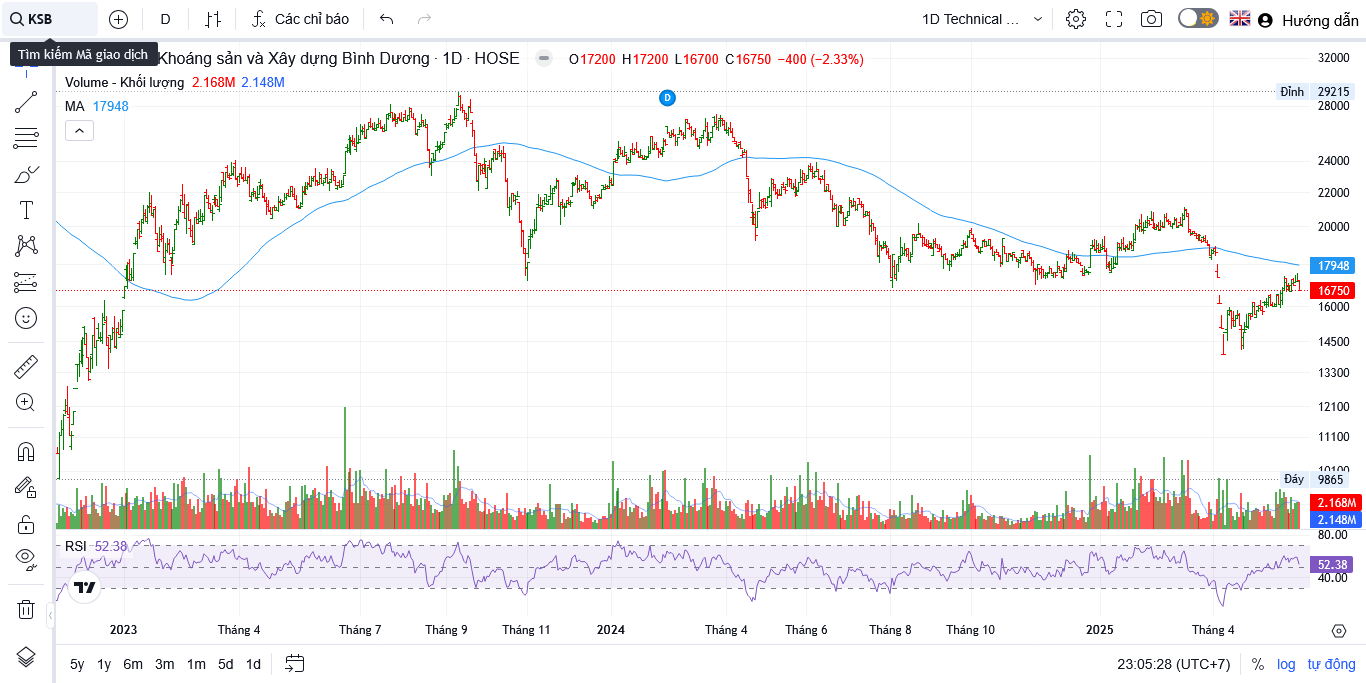 KSB D Các chỉ báo 1D Technical ... Hướng dẫn
Tìm kiếm Mã giao dịch Khoáng sản và Xây dựng Bình Dương · 1D · HOSE O17200 H17200 L16700 C16750 −400 (−2.33%)
Volume - Khối lượng 2.168M 2.148M
MA 17948
D
32000
Đỉnh 29215
28000
24000
22000
20000
17948
16750
16000
14500
13300
12100
11100
10100
Đáy 9865
2.168M
2.148M
80.00
RSI 52.38
52.38
40.00
2023 Tháng 4 Tháng 7 Tháng 9 Tháng 11 2024 Tháng 4 Tháng 6 Tháng 8 Tháng 10 2025 Tháng 4
5y 1y 6m 3m 1m 5d 1d 23:05:28 (UTC+7) % log tự động